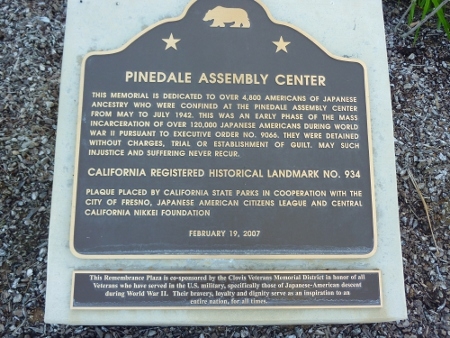 PINEDALE ASSEMBLY CENTER
THIS MEMORIAL IS DEDICATED TO OVER 4,800 AMERICANS OF JAPANESE
ANCESTRY WHO WERE CONFINED AT THE PINEDALE ASSEMBLY CENTER
FROM MAY TO JULY 1942. THIS WAS AN EARLY PHASE OF THE MASS
INCARCERATION OF OVER 120,000 JAPANESE AMERICANS DURING WORLD
WAR II PURSUANT TO EXECUTIVE ORDER NO. 9066. THEY WERE DETAINED
WITHOUT CHARGES, TRIAL OR ESTABLISHMENT OF GUILT. MAY SUCH
INJUSTICE AND SUFFERING NEVER RECUR.
CALIFORNIA REGISTERED HISTORICAL LANDMARK NO. 934
PLAQUE PLACED BY CALIFORNIA STATE PARKS IN COOPERATION WITH THE
CITY OF FRESNO, JAPANESE AMERICAN CITIZENS LEAGUE AND CENTRAL
CALIFORNIA NIKKEI FOUNDATION
FEBRUARY 19, 2007
This Remembrance Plaza is co-sponsored by the Clovis Veterans Memorial District in honor of all
Veterans who have served in the U.S. military, specifically those of Japanese-American descent
during World War II. Their bravery, loyalty and dignity serve as an inspiration to an
entire nation, for all times.